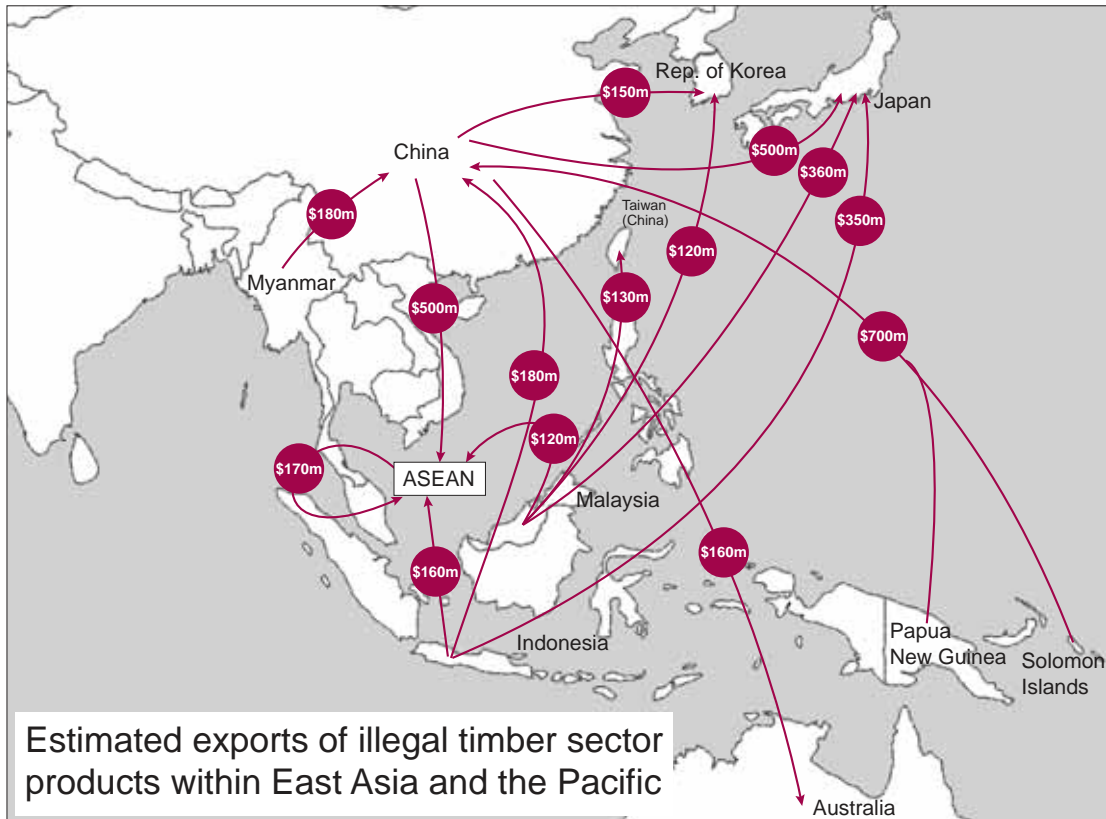 Rep. of Korea
$150m
Japan
China
$500m
$360m
$180m
Taiwan
(China)
$350m
$120m
Myanmar
$130m
$500m
$700m
$180m
$120m
$170m
ASEAN
Malaysia
$160m
$160m
Indonesia
Papua
New Guinea
Solomon
Islands
Estimated exports of illegal timber sector
products within East Asia and the Pacific
Australia